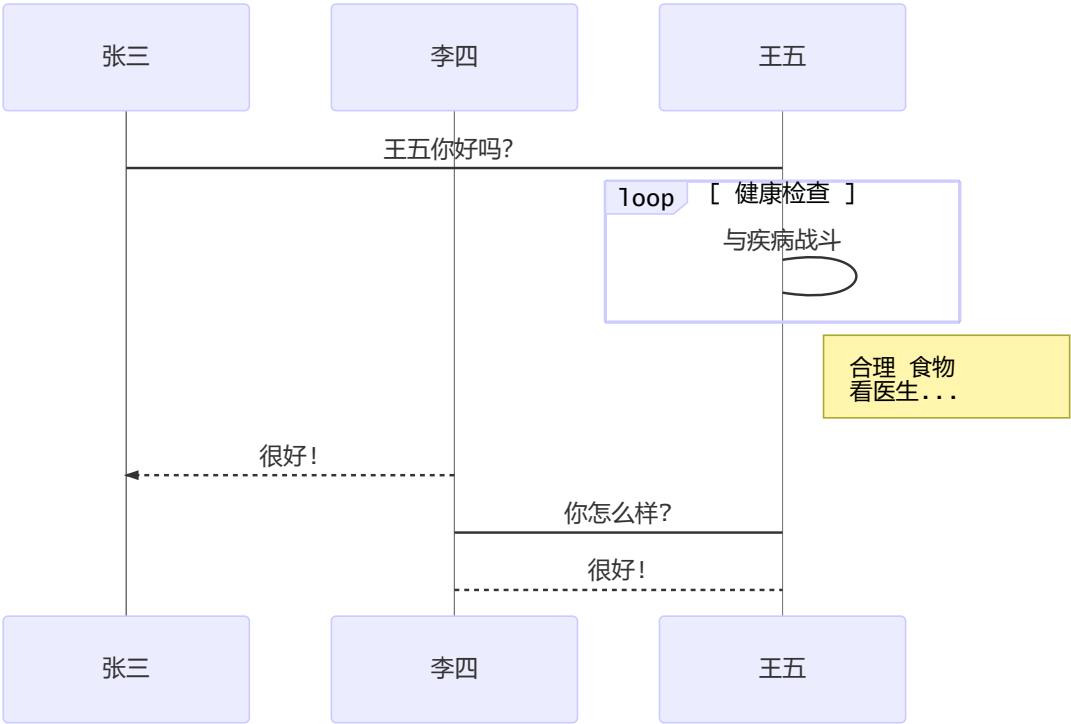 张三
李四
王五
王五你好吗?
loop
[ 健康检查 ]
与疾病战斗
合理 食物
看医生...
很好!
你怎么样?
很好!
张三
李四
王五